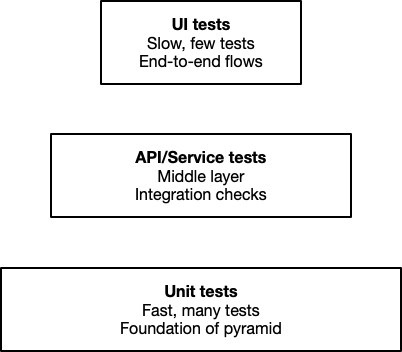 UI tests
Slow, few tests
End-to-end flows
API/Service tests
Middle layer
Integration checks
Unit tests
Fast, many tests
Foundation of pyramid